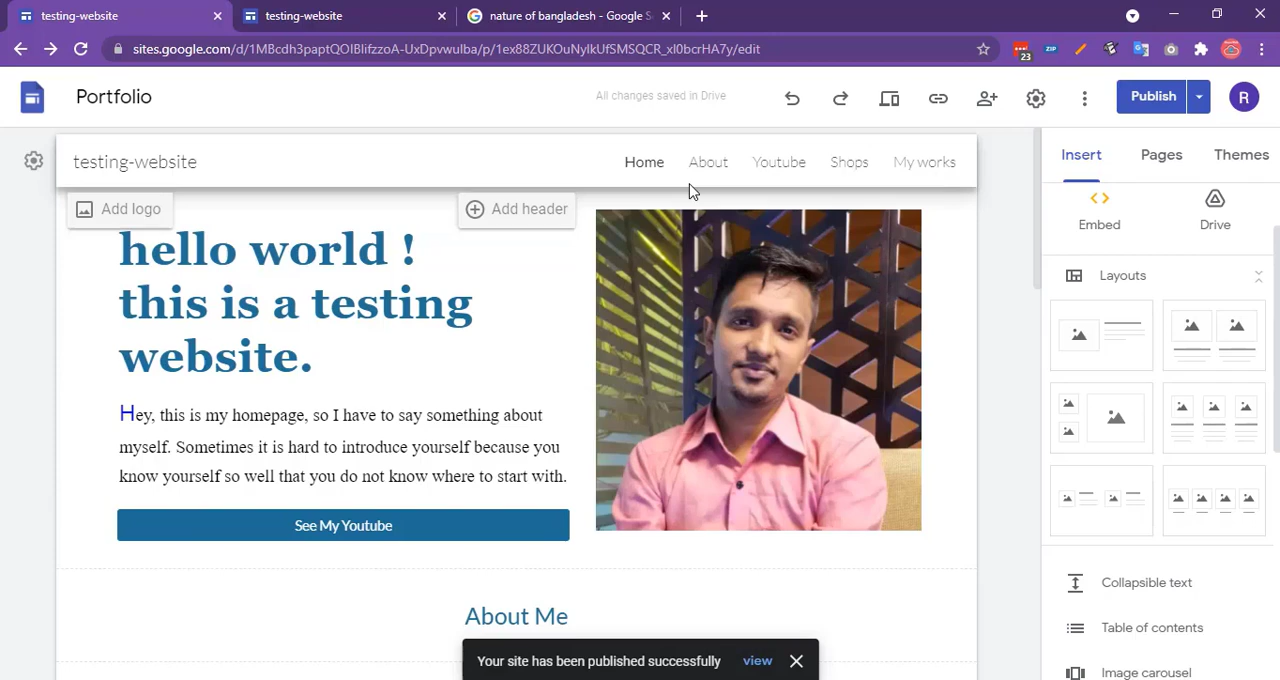 testing-website
testing-website
nature of bangladesh - Google S
sites.google.com/d/1MBcdh3paptQOIBlifzzoA-UxDpvwulba/p/1ex88ZUKOuNylkUfSMSQCR_xl0bcrHA7y/edit
23
ZIP
Portfolio
All changes saved in Drive
Publish
R
testing-website
Home
About
Youtube
Shops
My works
Insert
Pages
Themes
Add logo
Add header
Embed
Drive
Layouts
hello world !
this is a testing
website.
Hey, this is my homepage, so I have to say something about
myself. Sometimes it is hard to introduce yourself because you
know yourself so well that you do not know where to start with.
See My Youtube
Collapsible text
About Me
Table of contents
Your site has been published successfully
view
Image carousel